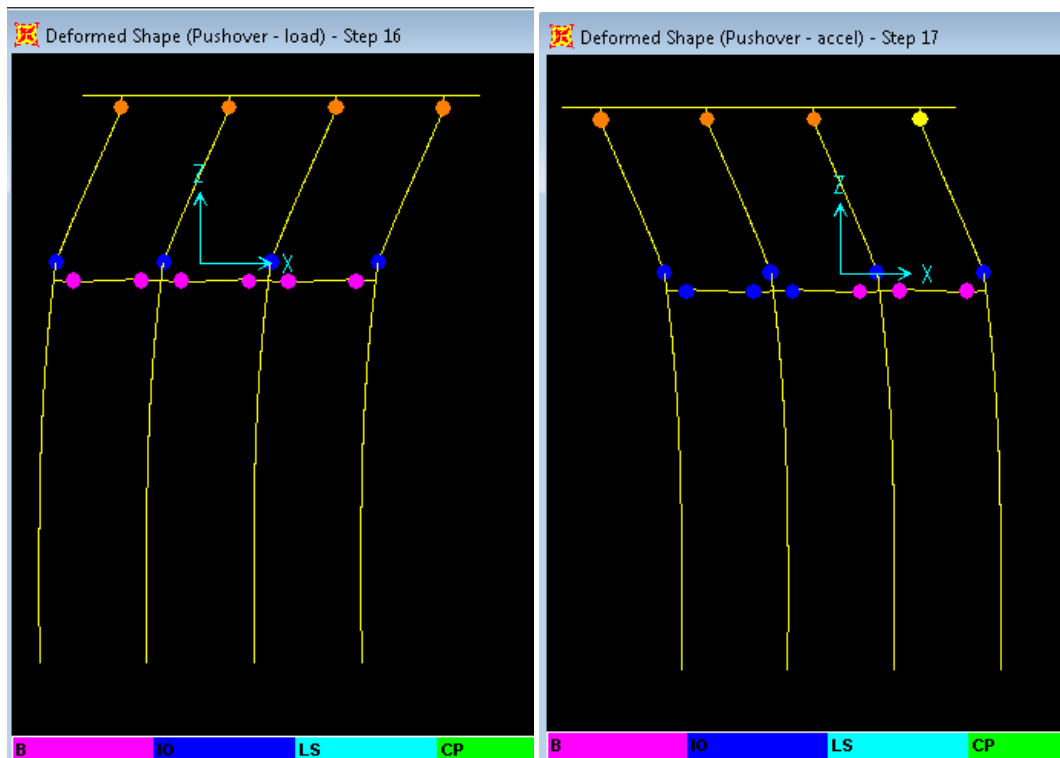 Deformed Shape (Pushover - load) - Step 16
Z
X
B IO LS CP
Deformed Shape (Pushover - accel) - Step 17
Z
X
B IO LS CP